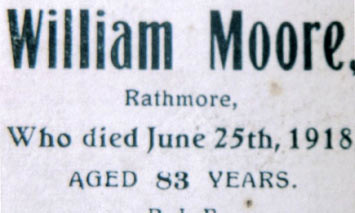 William Moore,
Rathmore,
Who died June 25th, 1918
AGED 83 YEARS.